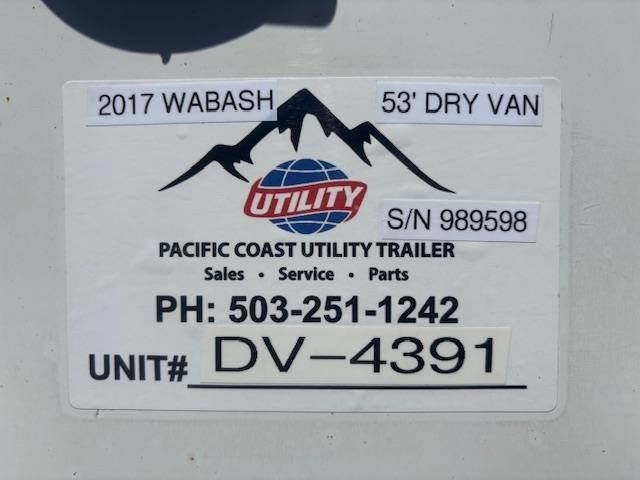 2017 WABASH
53' DRY VAN
UTILITY
S/N 989598
PACIFIC COAST UTILITY TRAILER
Sales • Service • Parts
PH: 503-251-1242
UNIT# DV-4391